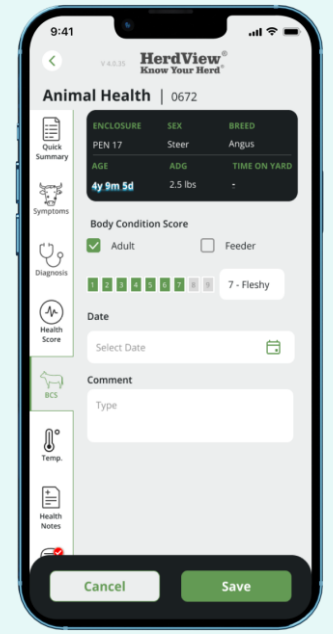 9:41
V 4.0.35
HerdView®
Know Your Herd®
Animal Health | 0672
Quick
Summary
Symptoms
Diagnosis
Health
Score
BCS
Temp.
Health
Notes
ENCLOSURE SEX BREED
PEN 17 Steer Angus
AGE ADG TIME ON YARD
4y 9m 5d 2.5 lbs -
Body Condition Score
Adult Feeder
1 2 3 4 5 6 7 8 9 7 - Fleshy
Date
Select Date
Comment
Type
Cancel Save